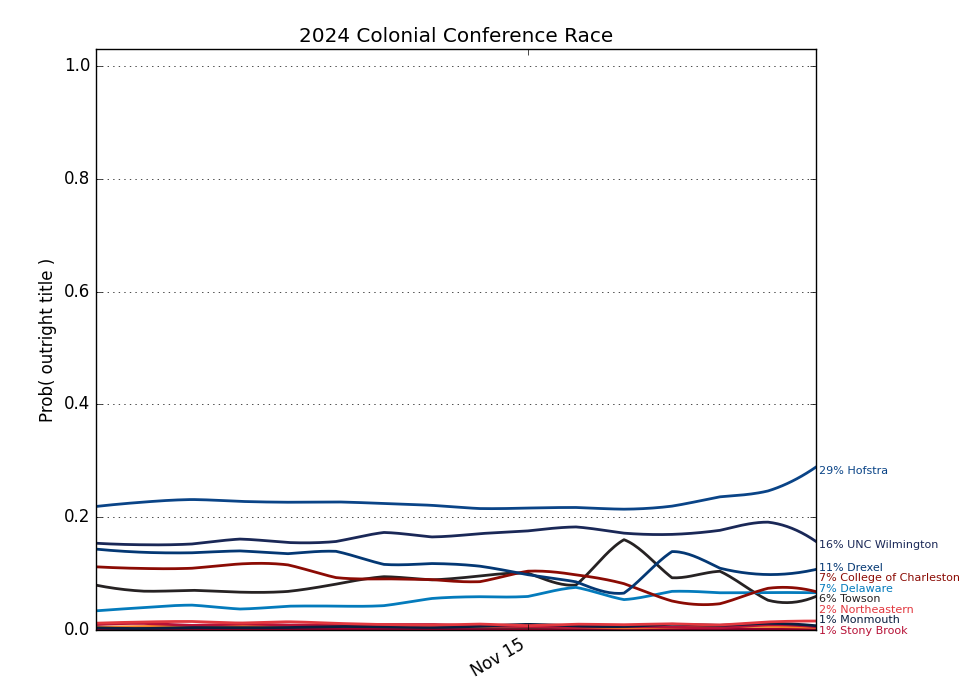 2024 Colonial Conference Race
Prob( outright title )
1.0
0.8
0.6
0.4
0.2
0.0
Nov 15
29% Hofstra
16% UNC Wilmington
11% Drexel
7% College of Charleston
7% Delaware
6% Towson
2% Northeastern
1% Monmouth
1% Stony Brook